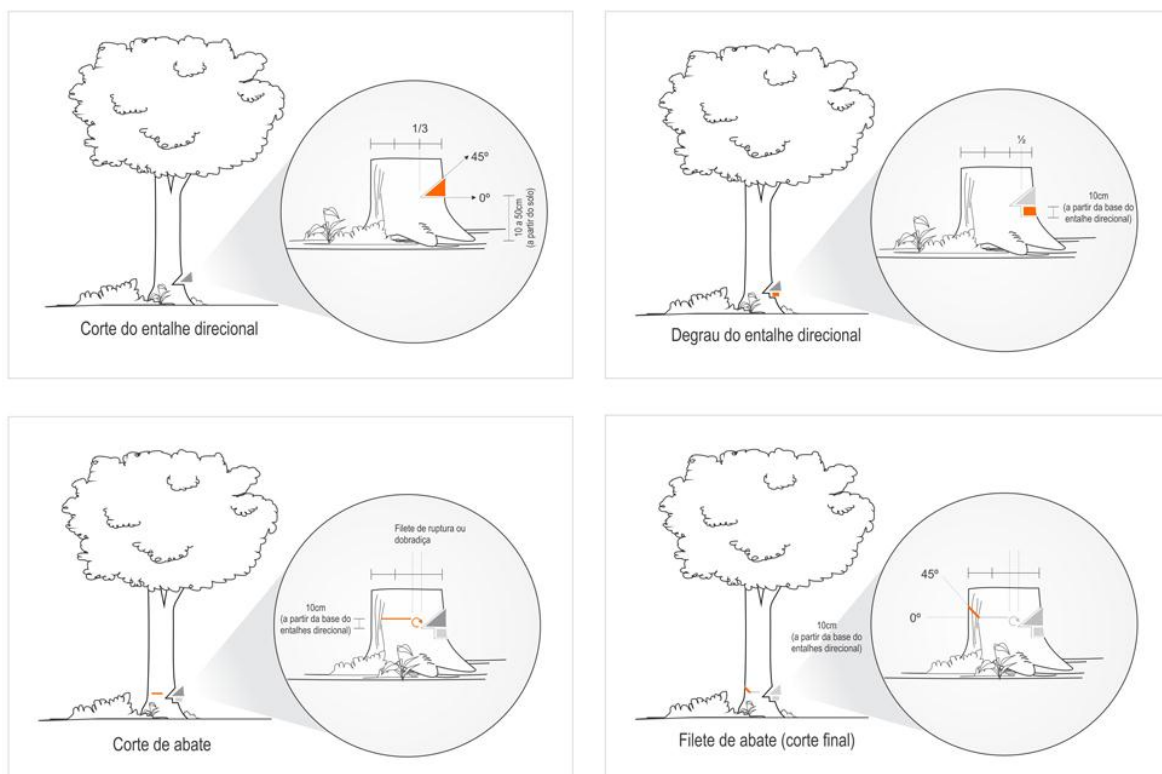 1/3
45º
0º
10 a 50cm
(a partir do solo)
Corte do entalhe direcional
½
10cm
(a partir da base do
entalhe direcional)
Degrau do entalhe direcional
Filete de ruptura ou
dobradiça
10cm
(a partir da base do
entalhes direcional)
Corte de abate
45º
0º
10cm
(a partir da base do
entalhes direcional)
Filete de abate (corte final)